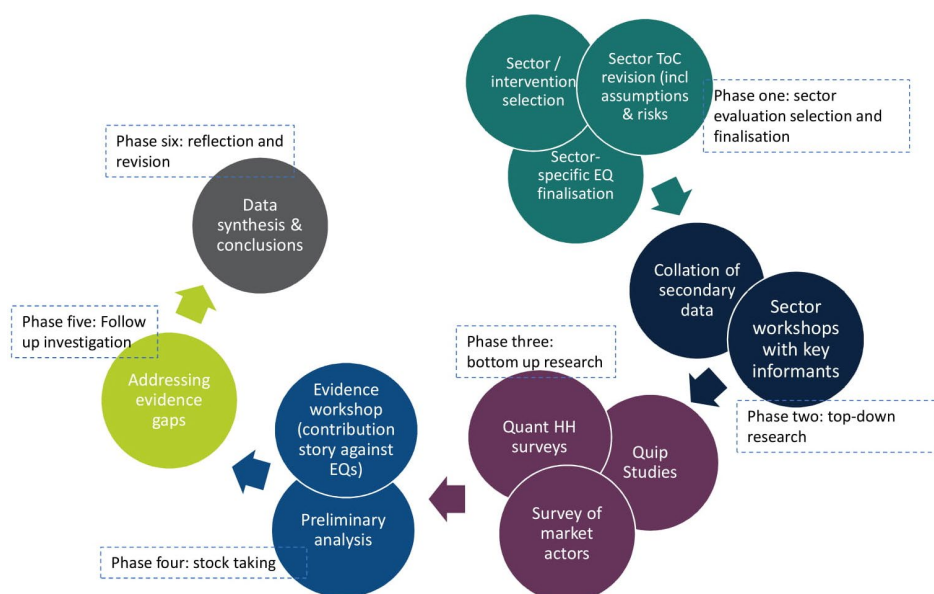 Sector /
intervention
selection
Sector ToC
revision (incl
assumptions
& risks
Sector-
specific EQ
finalisation
Phase one: sector
evaluation selection and
finalisation
Collation of
secondary
data
Sector
workshops
with key
informants
Phase two: top-down
research
Phase three:
bottom up research
Quant HH
surveys
Quip
Studies
Survey of
market
actors
Evidence
workshop
(contribution
story against
EQs)
Preliminary
analysis
Phase four: stock taking
Phase five: Follow
up investigation
Addressing
evidence
gaps
Phase six: reflection and
revision
Data
synthesis &
conclusions